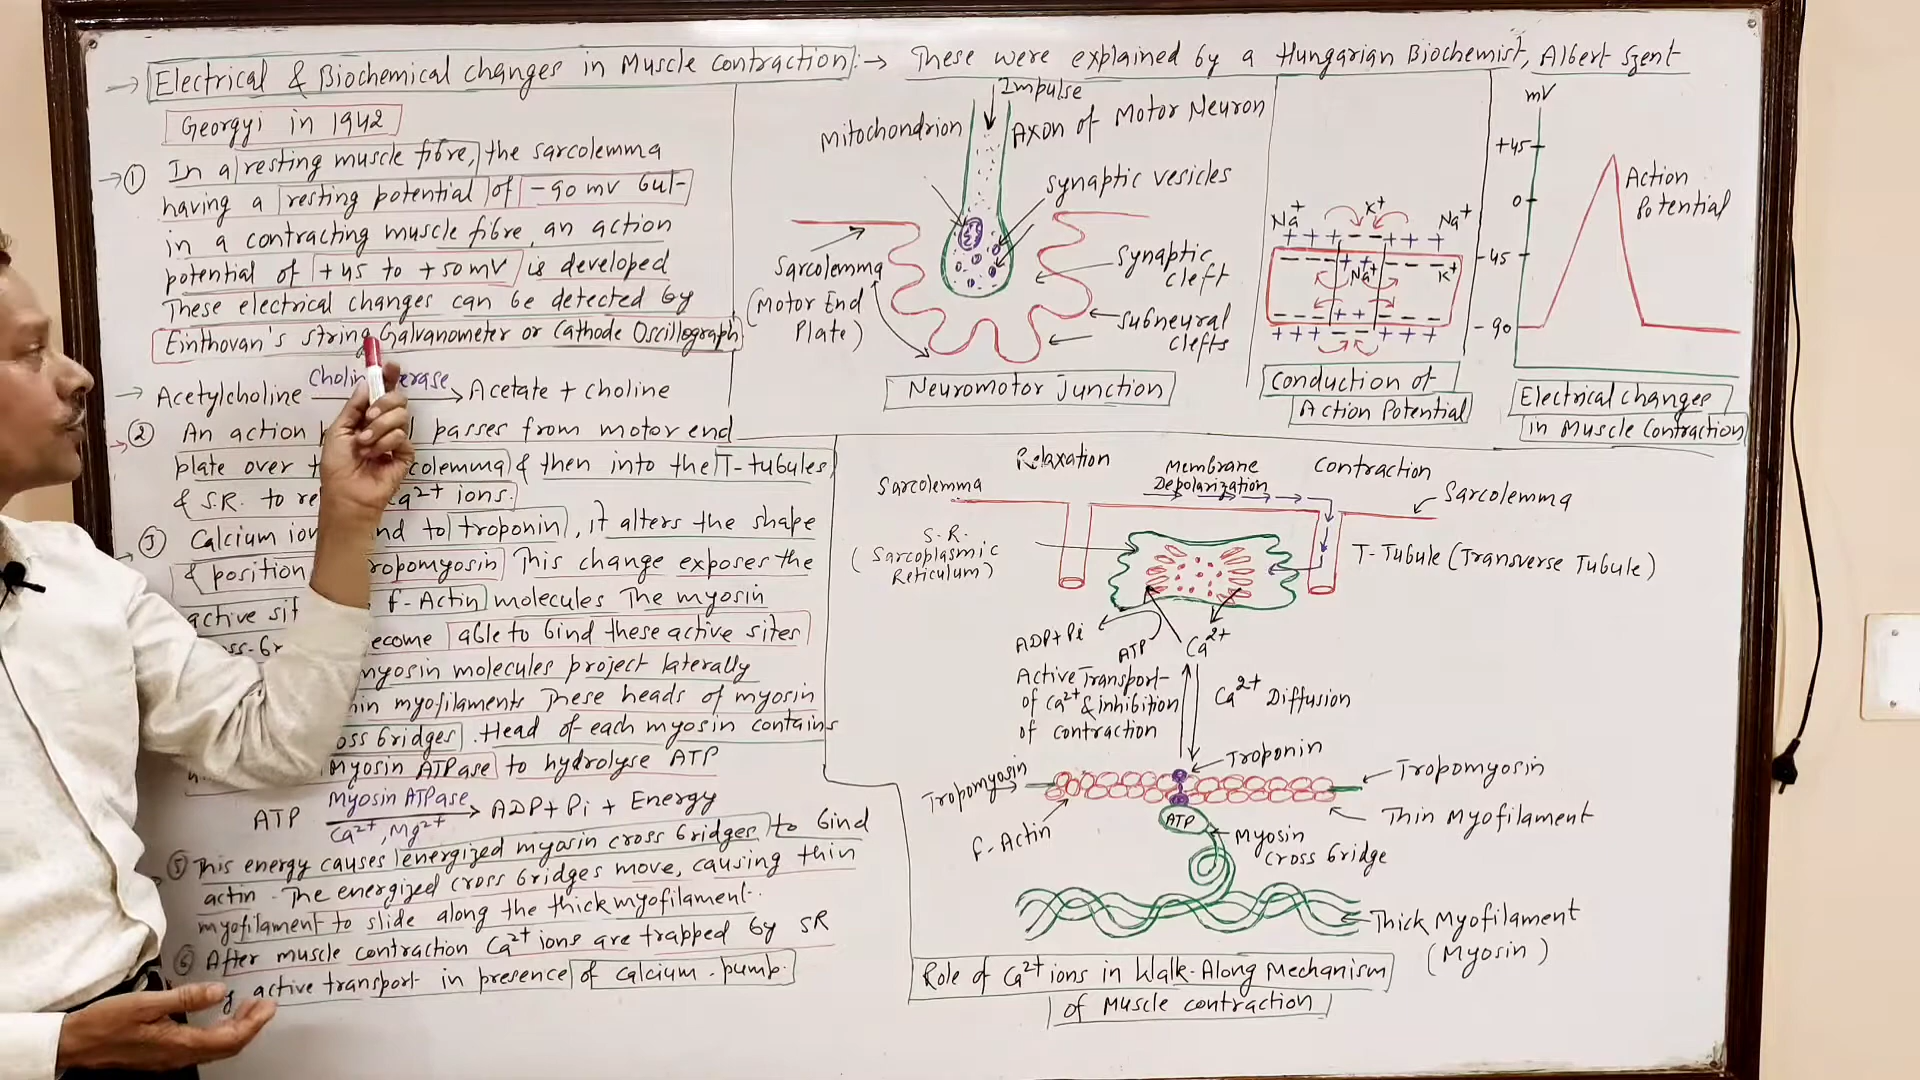 → Electrical & Biochemical changes in Muscle contraction :→ These were explained by a Hungarian Biochemist, Albert Szent
Georgyi in 1942
→ ① In a resting muscle fibre, the sarcolemma
having a resting potential of -90 mv but
in a contracting muscle fibre, an action
potential of +45 to +50 mV is developed
These electrical changes can be detected by
Einthovan's string Galvanometer or Cathode Oscillograph
→ Acetylcholine → Acetate + choline
② An action passes from motor end
plate over & then into the T-tubules
& S.R. to Ca²⁺ ions.
③ Calcium to troponin, it alters the shape
& position This change exposes the
active F-Actin molecules The myosin
able to bind these active sites
myosin molecules project laterally
myofilaments These heads of myosin
bridges. Head of each myosin contains
Myosin ATPase to hydrolyse ATP
ATP Myosin ATPase → ADP + Pi + Energy
Ca²⁺, Mg²⁺
⑤ This energy causes energized myosin cross bridges to bind
actin. The energized cross bridges move, causing thin
myofilament to slide along the thick myofilament.
⑥ After muscle contraction Ca²⁺ ions are trapped by SR
active transport in presence of calcium-pump.
Impulse
Mitochondrion
Axon of Motor Neuron
synaptic vesicles
Sarcolemma
(Motor End
Plate)
Synaptic
cleft
subneural
clefts
Neuromotor Junction
Na⁺ K⁺ Na⁺
+ + + - - + + + +
- - - - + + - - -
Na⁺ K⁺
- - - - + + - - - -
+ + + - - + + + +
Conduction of
Action Potential
mV
+45
0
-45
-90
Action
Potential
Electrical changes
in Muscle Contraction
Relaxation
Membrane
Depolarization
Contraction
Sarcolemma
Sarcolemma
S.R.
(Sarcoplasmic
Reticulum)
T-Tubule (Transverse Tubule)
ADP+Pi
ATP
Ca²⁺
Active Transport
of Ca²⁺ & inhibition
of contraction
Ca²⁺ Diffusion
Troponin
Tropomyosin
Tropomyosin
F-Actin
Thin Myofilament
ATP
Myosin
cross bridge
Thick Myofilament
(Myosin)
Role of Ca²⁺ ions in Walk-Along Mechanism
of Muscle contraction